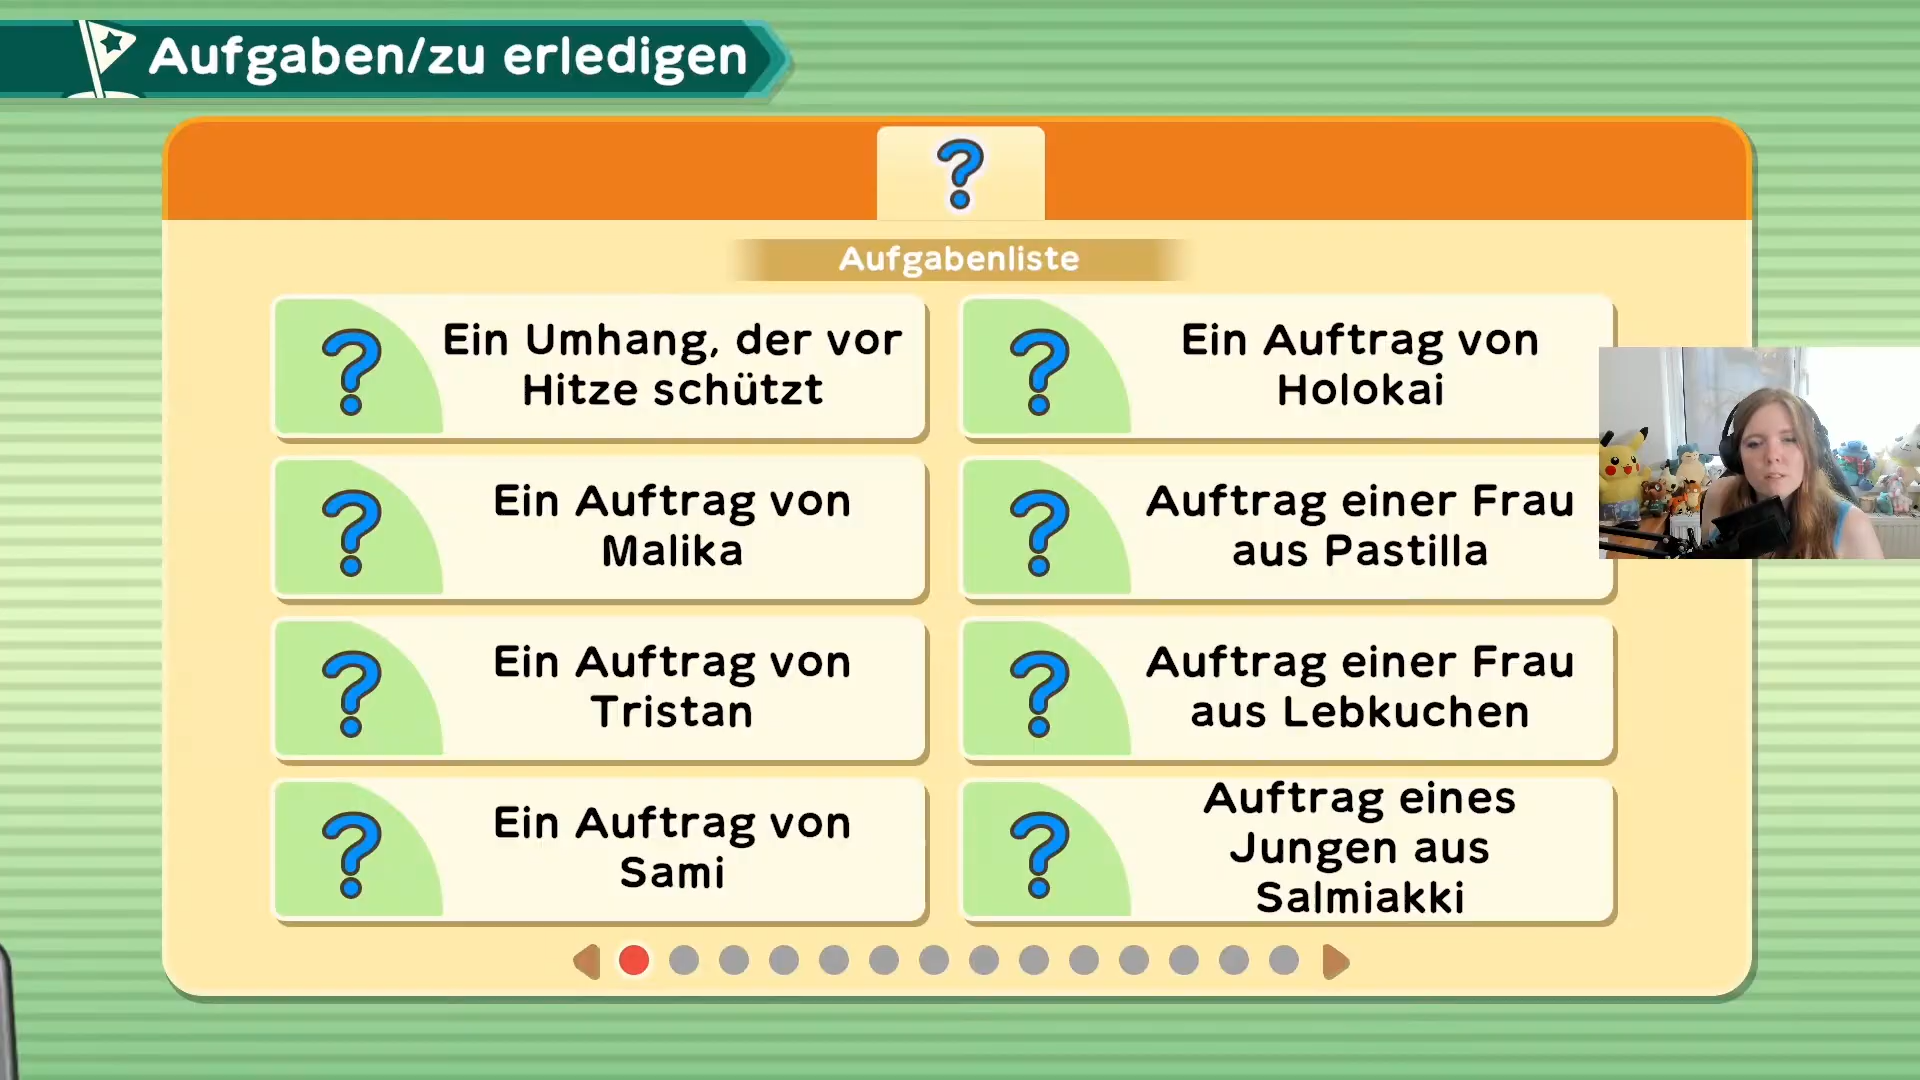 Aufgaben/zu erledigen
Aufgabenliste
Ein Umhang, der vor
Hitze schützt
Ein Auftrag von
Holokai
Ein Auftrag von
Malika
Auftrag einer Frau
aus Pastilla
Ein Auftrag von
Tristan
Auftrag einer Frau
aus Lebkuchen
Ein Auftrag von
Sami
Auftrag eines
Jungen aus
Salmiakki